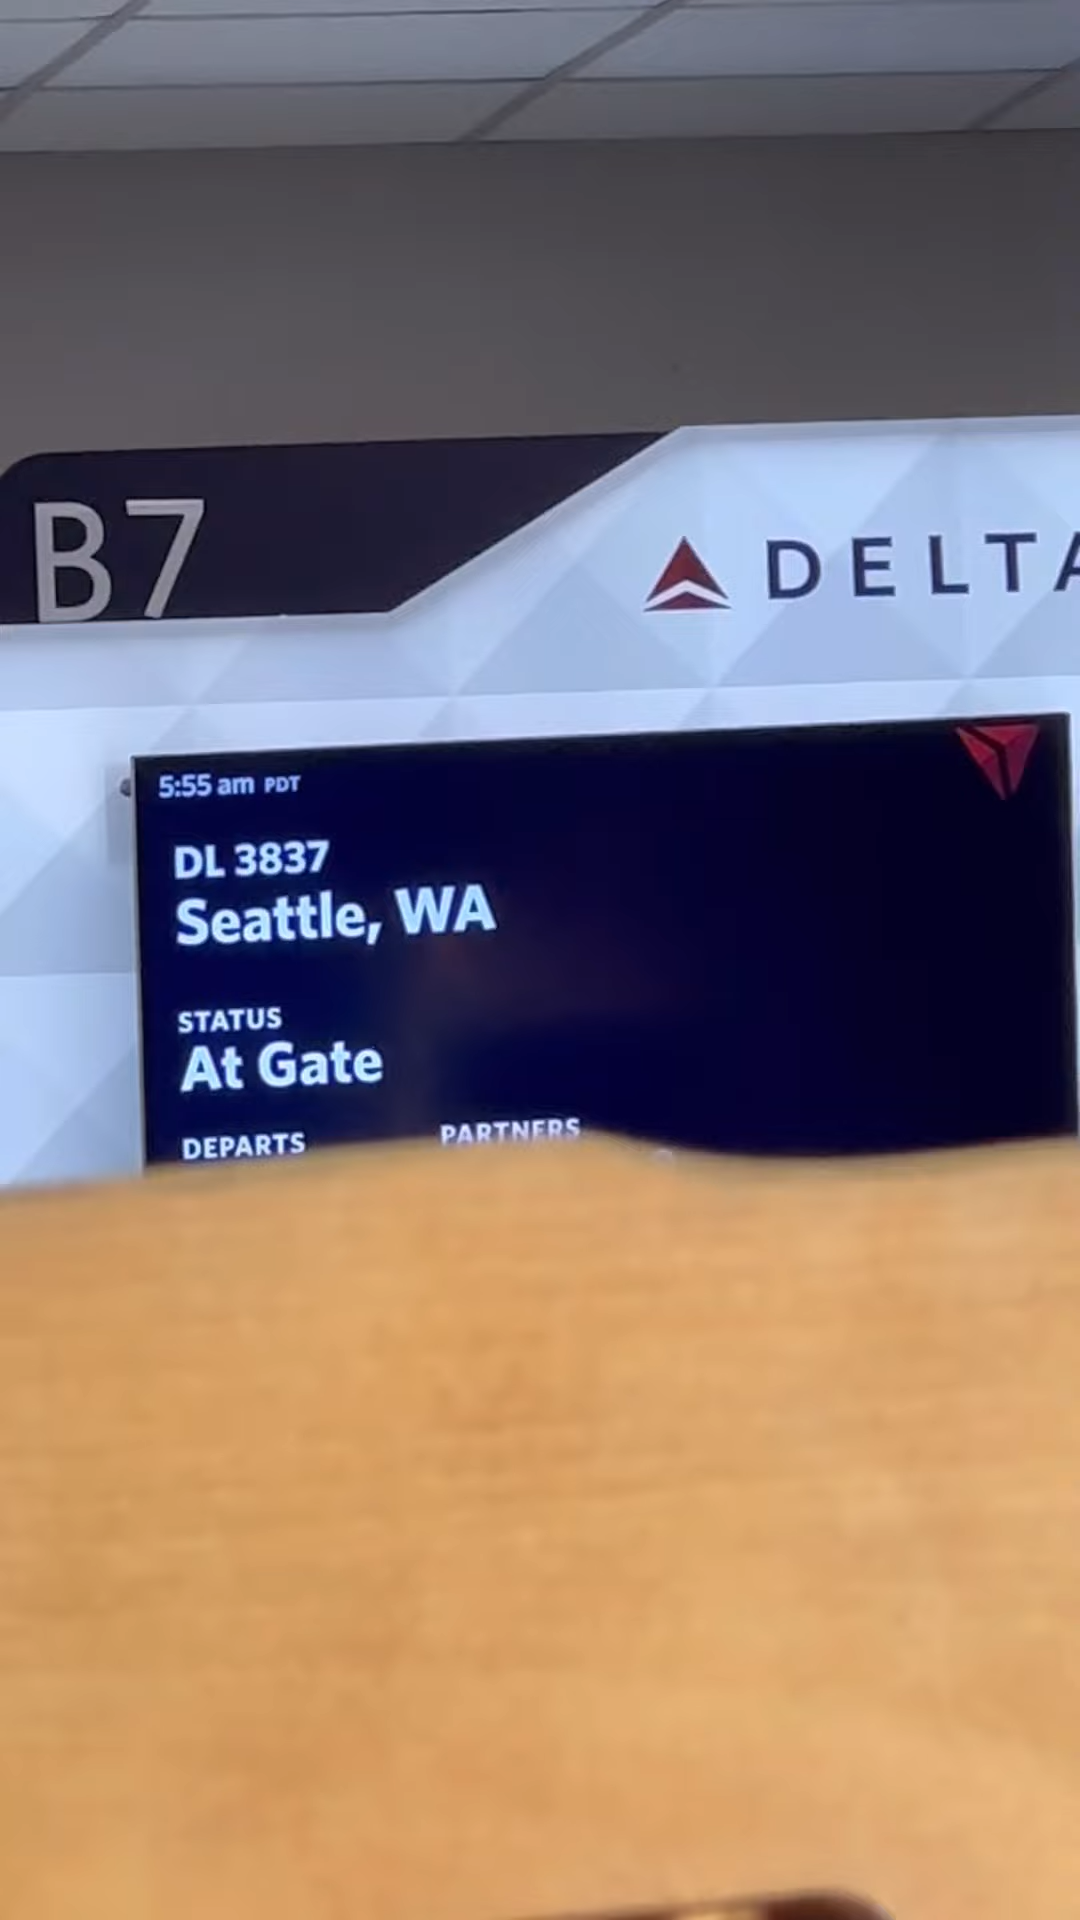 B7
DELTA
5:55 am PDT
DL 3837
Seattle, WA
STATUS
At Gate
DEPARTS PARTNERS